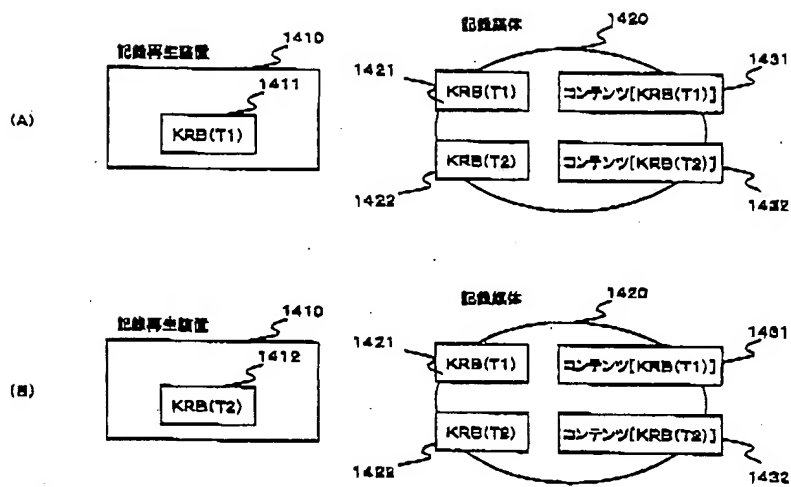 (A)
記録再生装置
1410
1411
KRB(T1)
記録媒体
1420
1421
KRB(T1)
コンテンツ[KRB(T1)]
1431
KRB(T2)
コンテンツ[KRB(T2)]
1422
1432
(B)
記録再生装置
1410
1412
KRB(T2)
記録媒体
1420
1421
KRB(T1)
コンテンツ[KRB(T1)]
1431
KRB(T2)
コンテンツ[KRB(T2)]
1422
1432